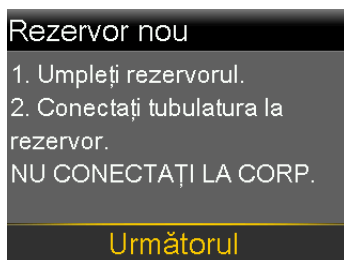 Rezervor nou
1. Umpleți rezervorul.
2. Conectați tubulatura la
rezervor.
NU CONECTAȚI LA CORP.
Următorul